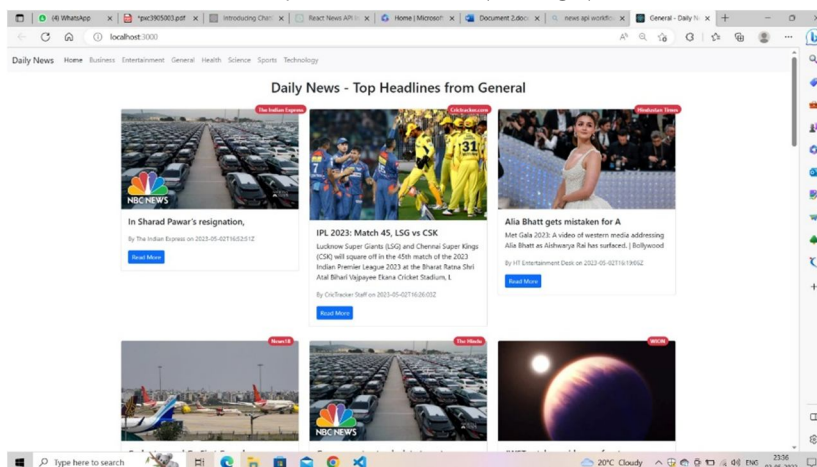 (4) WhatsApp
*pvc3905003.pdf
Introducing Chat
React News API
Home | Microsoft
Document 2.docx
news api workflo
General - Daily N
localhost:3000
Daily News Home Business Entertainment General Health Science Sports Technology
Daily News - Top Headlines from General
The Indian Express
NBC NEWS
In Sharad Pawar's resignation,
By The Indian Express on 2023-05-02T16:52:51Z
Read More
Cricktracker.com
31
IPL 2023: Match 45, LSG vs CSK
Lucknow Super Giants (LSG) and Chennai Super Kings
(CSK) will square off in the 45th match of the 2023
Indian Premier League 2023 at the Bharat Ratna Shri
Atal Bihari Vajpayee Ekana Cricket Stadium, L
By CricTracker Staff on 2023-05-02T16:26:03Z
Read More
Hindustan Times
Alia Bhatt gets mistaken for A
Met Gala 2023: A video of western media addressing
Alia Bhatt as Aishwarya Rai has surfaced. | Bollywood
By HT Entertainment Desk on 2023-05-02T16:19:06Z
Read More
News18
The Hindu
NBC NEWS
WION
Type here to search
20°C Cloudy
ENG
23:36